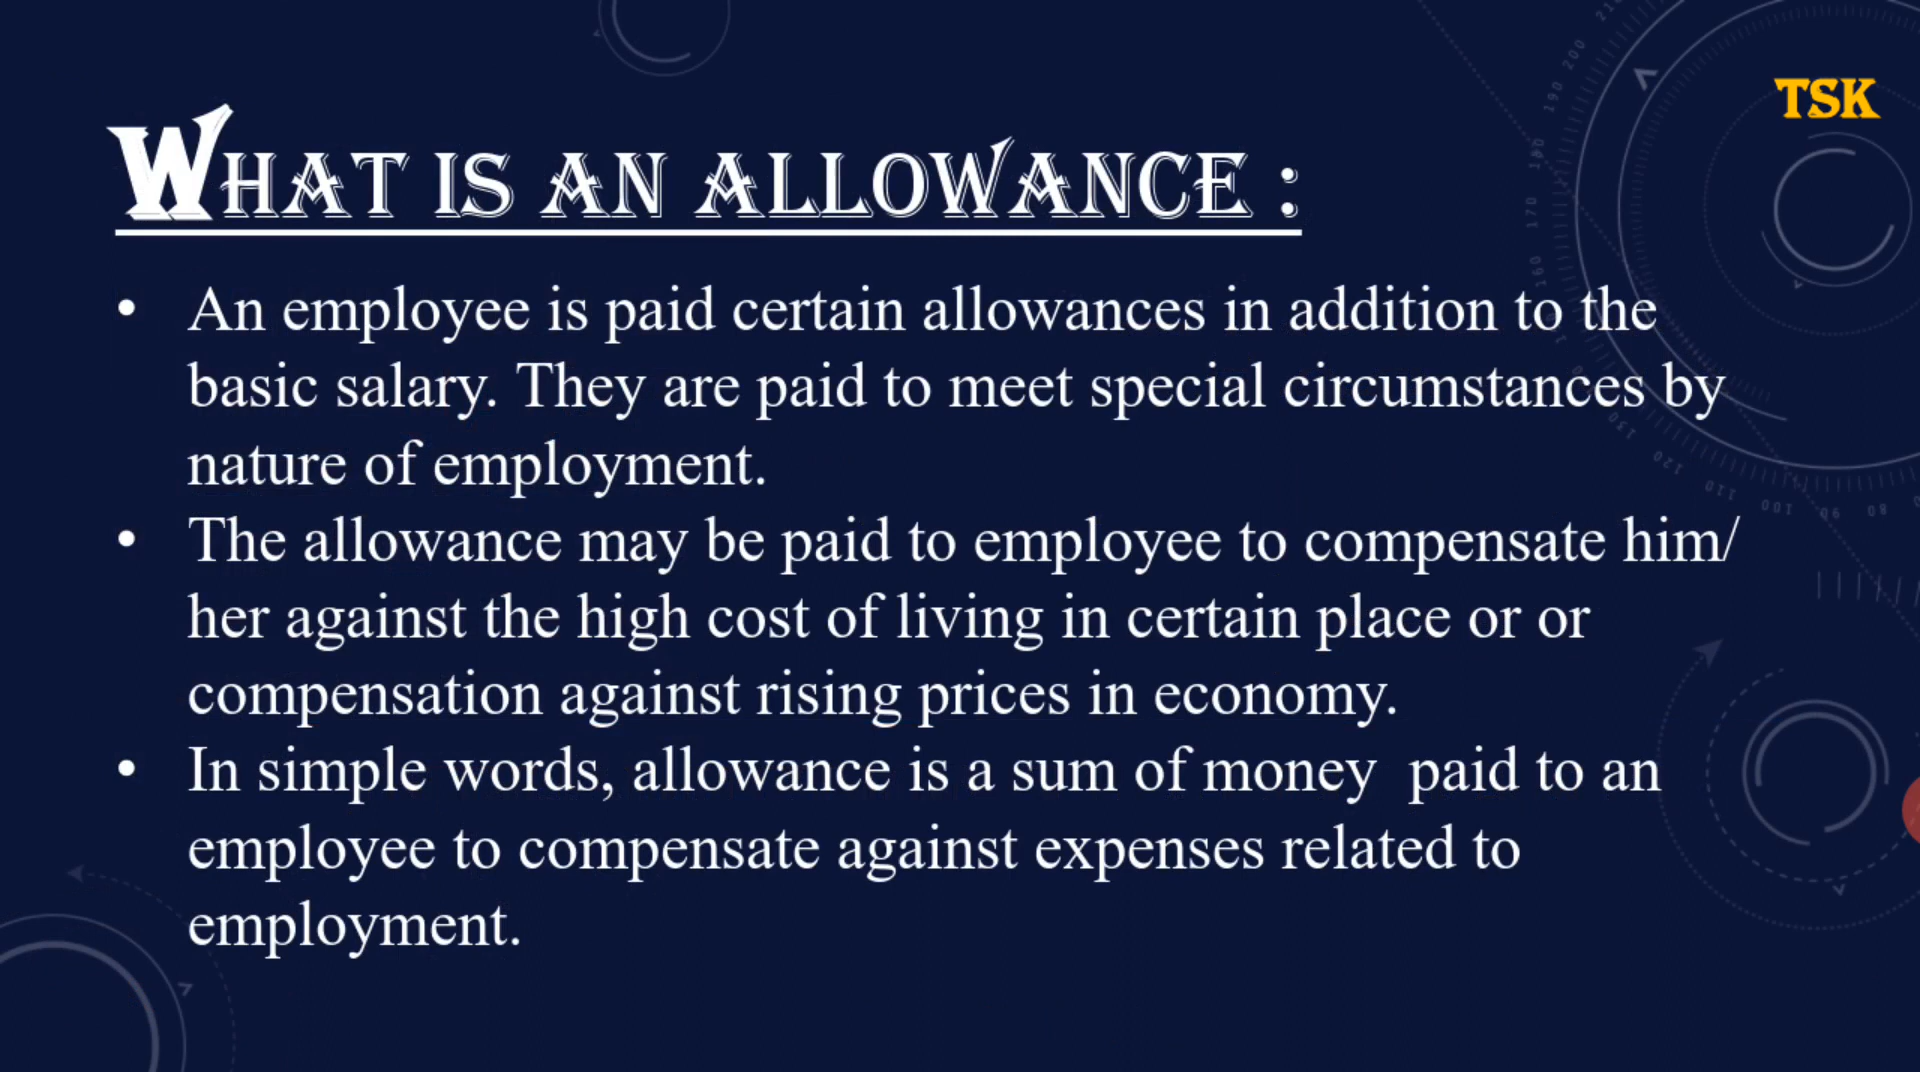 TSK
WHAT IS AN ALLOWANCE :
• An employee is paid certain allowances in addition to the
basic salary. They are paid to meet special circumstances by
nature of employment.
• The allowance may be paid to employee to compensate him/
her against the high cost of living in certain place or or
compensation against rising prices in economy.
• In simple words, allowance is a sum of money  paid to an
employee to compensate against expenses related to
employment.